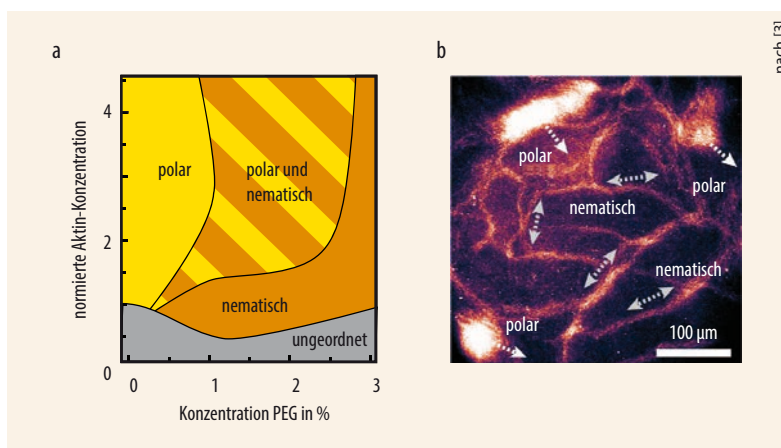 a
b
nach [3]
normierte Aktin-Konzentration
4
2
0
polar
polar und
nematisch
nematisch
ungeordnet
0
1
2
3
Konzentration PEG in %
polar
polar
nematisch
nematisch
polar
100 µm